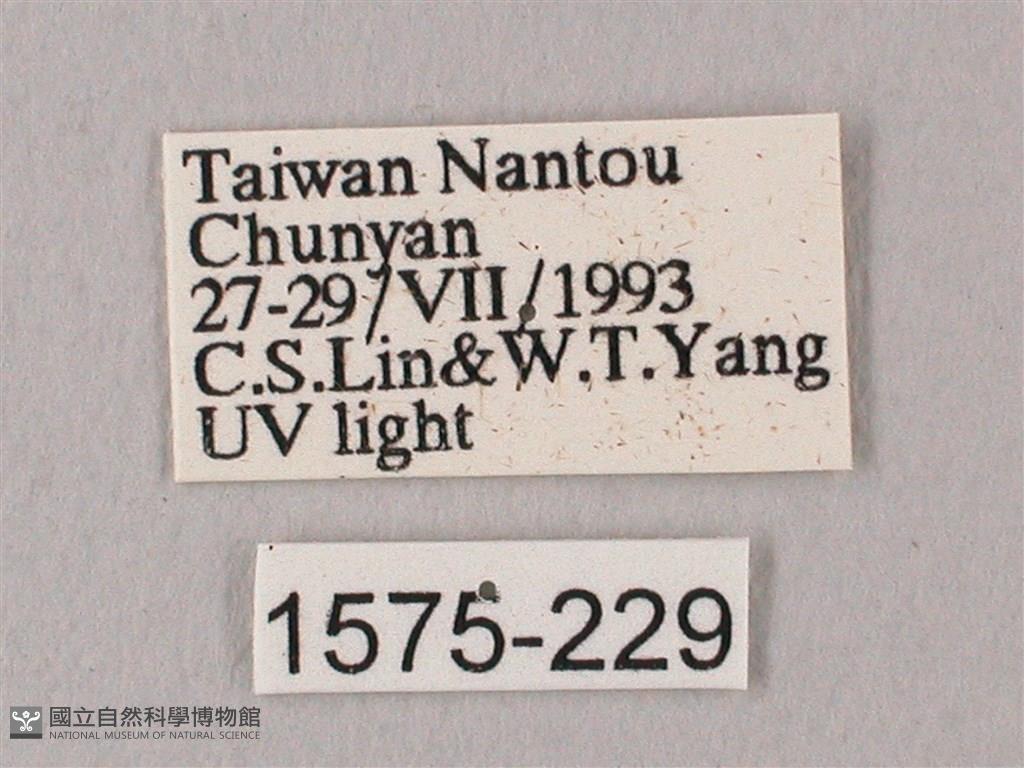 Taiwan Nantou
Chunyan
27-29/VII/1993
C.S.Lin&W.T.Yang
UV light
1575-229
國立自然科學博物館
NATIONAL MUSEUM OF NATURAL SCIENCE